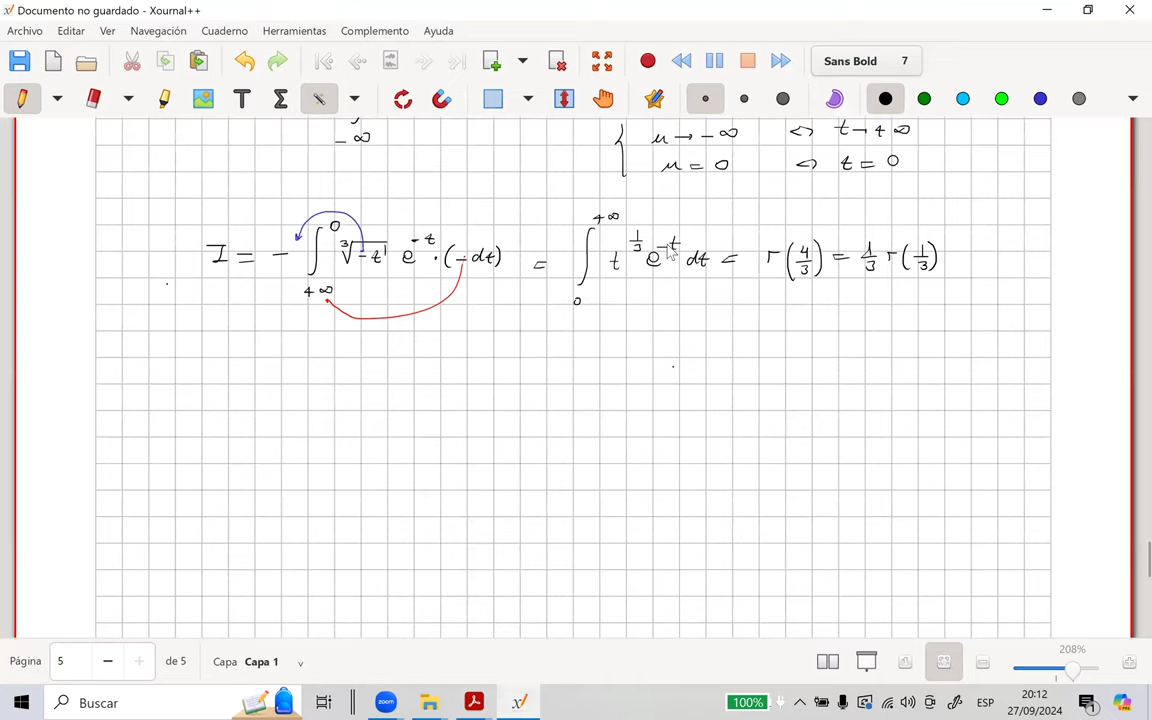 Documento no guardado - Xournal++
Archivo Editar Ver Navegación Cuaderno Herramientas Complemento Ayuda
Sans Bold 7
-∞
u → -∞ ⇔ t → +∞
u = 0 ⇔ t = 0
I = - ∫_{+∞}^{0} ∛(-t) e^{-t} · (-dt) = ∫_{0}^{+∞} t^{1/3} e^{-t} dt = Γ(4/3) = 1/3 Γ(1/3)
Página 5 de 5 Capa Capa 1
208%
Buscar
zoom
100%
ESP
20:12
27/09/2024
1